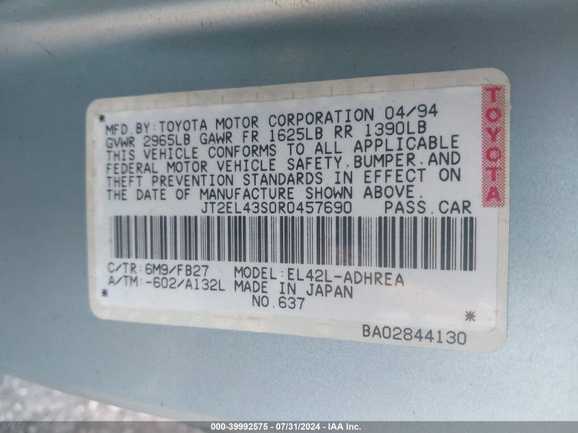 MFD BY: TOYOTA MOTOR CORPORATION 04/94
GVWR 2965LB GAWR FR 1625LB RR 1390LB
THIS VEHICLE CONFORMS TO ALL APPLICABLE
FEDERAL MOTOR VEHICLE SAFETY, BUMPER, AND
THEFT PREVENTION STANDARDS IN EFFECT ON
THE DATE OF MANUFACTURE SHOWN ABOVE.
JT2EL43S0R0457690 PASS.CAR
C/TR: 6M9/FB27 MODEL: EL42L-ADHREA
A/TM: -602/A132L MADE IN JAPAN
NO.637
BA02844130
TOYOTA
STOCK: 39992575 - 07/31/2024 - © IAA Inc.